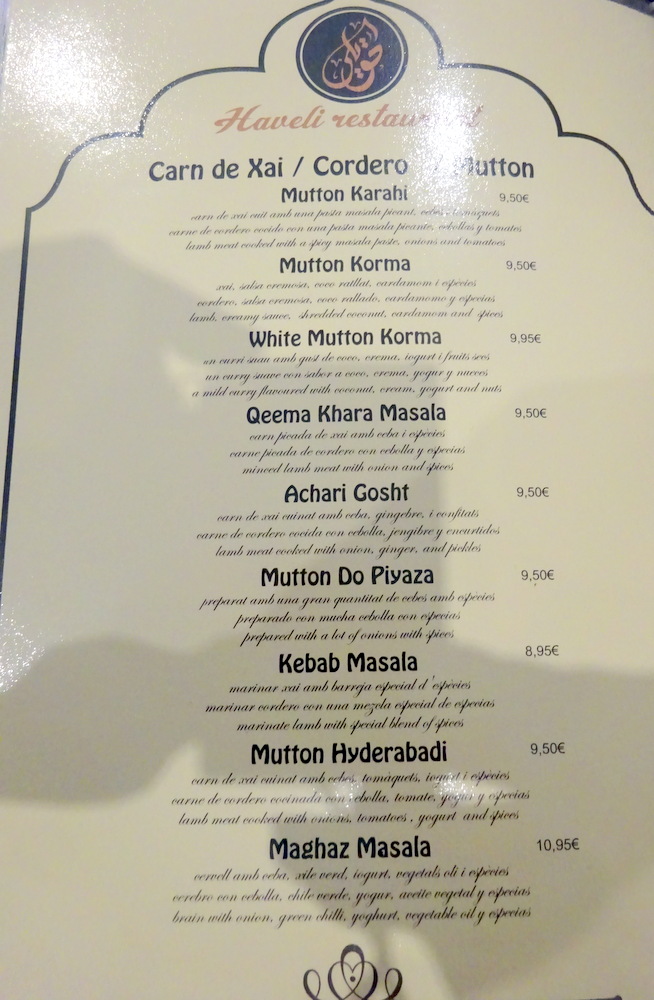 Haveli restaurant
Carn de Xai / Cordero / Mutton
Mutton Karahi 9,50€
carn de xai cuit amb una pasta masala picant, cebes i tomàquets
carne de cordero cocido con una pasta masala picante, cebollas y tomates
lamb meat cooked with a spicy masala paste, onions and tomatoes
Mutton Korma 9,50€
xai, salsa cremosa, coco ratllat, cardamom i espècies
cordero, salsa cremosa, coco rallado, cardamomo y especias
lamb, creamy sauce, shredded coconut, cardamom and spices
White Mutton Korma 9,95€
un curri suau amb gust de coco, crema, iogurt i fruits secs
un curry suave con sabor a coco, crema, yogur y nueces
a mild curry flavoured with coconut, cream, yogurt and nuts
Qeema Khara Masala 9,50€
carn picada de xai amb ceba i espècies
carne picada de cordero con cebolla y especias
minced lamb meat with onion and spices
Achari Gosht 9,50€
carn de xai cuinat amb ceba, gingebre, i confitats
carne de cordero cocida con cebolla, jengibre y encurtidos
lamb meat cooked with onion, ginger, and pickles
Mutton Do Piyaza 9,50€
preparat amb una gran quantitat de cebes amb espècies
preparado con mucha cebolla con especias
prepared with a lot of onions with spices
Kebab Masala 8,95€
marinar xai amb barreja especial d'espècies
marinar cordero con una mezcla especial de especias
marinate lamb with special blend of spices
Mutton Hyderabadi 9,50€
carn de xai cuinat amb cebes, tomàquets, iogurt i espècies
carne de cordero cocinada con cebolla, tomate, yogur y especias
lamb meat cooked with onions, tomatoes , yogurt and spices
Maghaz Masala 10,95€
cervell amb ceba, xile verd, iogurt, vegetals oli i espècies
cerebro con cebolla, chile verde, yogur, aceite vegetal y especias
brain with onion, green chilli, yoghurt, vegetable oil y especias